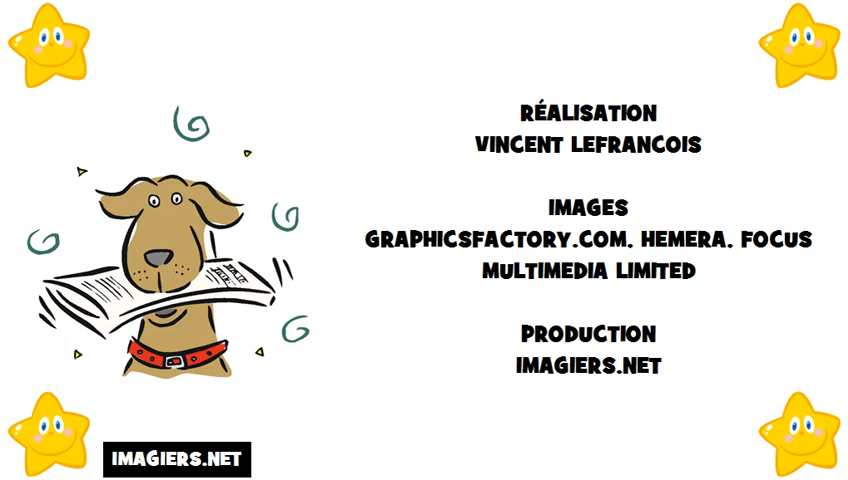 RÉALISATION
VINCENT LEFRANCOIS
IMAGES
GRAPHICSFACTORY.COM, HEMERA, FOCUS
MULTIMEDIA LIMITED
PRODUCTION
IMAGIERS.NET
IMAGIERS.NET